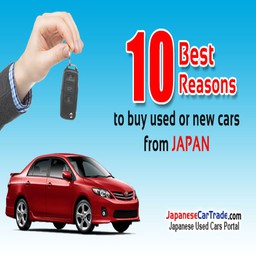 10 Best
Reasons
to buy used or new cars
from JAPAN
JapaneseCarTrade.com
Japanese Used Cars Portal